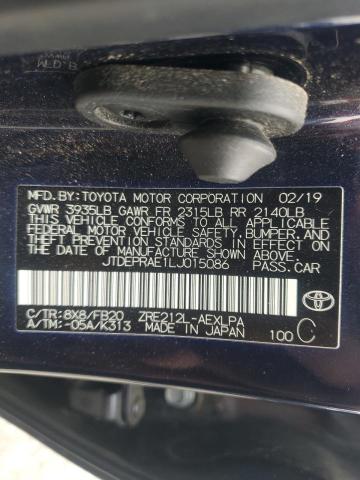 MFD.BY:TOYOTA MOTOR CORPORATION 02/19
GVWR 3935LB GAWR FR 2315LB RR 2140LB
THIS VEHICLE CONFORMS TO ALL APPLICABLE
FEDERAL MOTOR VEHICLE SAFETY, BUMPER AND
THEFT PREVENTION STANDARDS IN EFFECT ON
THE DATE OF MANUFACTURE SHOWN ABOVE.
JTDEPRAE1LJ015086 PASS.CAR
C/TR:8X8/FB20 ZRE212L-AEXLPA
A/TM:-05A/K313 MADE IN JAPAN 100 C